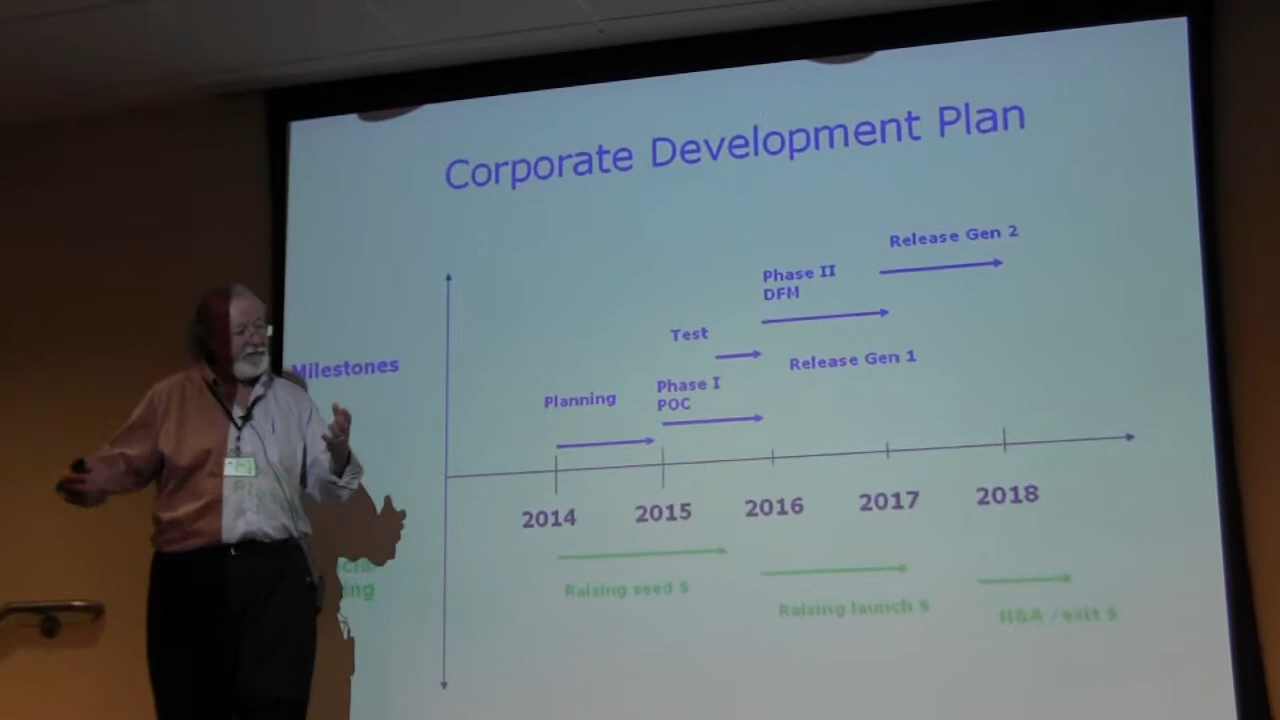 Corporate Development Plan
Release Gen 2
Phase II
DFM
Test
Release Gen 1
Milestones
Phase I
POC
Planning
2014 2015 2016 2017 2018
Raising seed $
Raising launch $
M&A / exit $